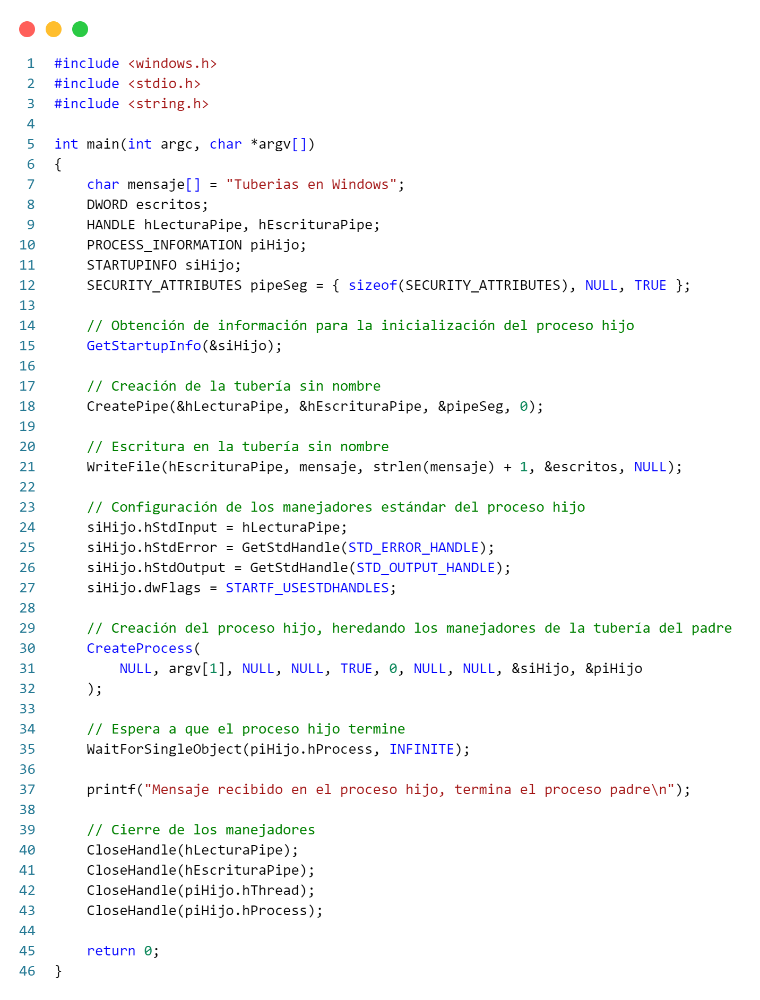 1 #include <windows.h>
2 #include <stdio.h>
3 #include <string.h>
4
5 int main(int argc, char *argv[])
6 {
7     char mensaje[] = "Tuberias en Windows";
8     DWORD escritos;
9     HANDLE hLecturaPipe, hEscrituraPipe;
10     PROCESS_INFORMATION piHijo;
11     STARTUPINFO siHijo;
12     SECURITY_ATTRIBUTES pipeSeg = { sizeof(SECURITY_ATTRIBUTES), NULL, TRUE };
13
14     // Obtención de información para la inicialización del proceso hijo
15     GetStartupInfo(&siHijo);
16
17     // Creación de la tubería sin nombre
18     CreatePipe(&hLecturaPipe, &hEscrituraPipe, &pipeSeg, 0);
19
20     // Escritura en la tubería sin nombre
21     WriteFile(hEscrituraPipe, mensaje, strlen(mensaje) + 1, &escritos, NULL);
22
23     // Configuración de los manejadores estándar del proceso hijo
24     siHijo.hStdInput = hLecturaPipe;
25     siHijo.hStdError = GetStdHandle(STD_ERROR_HANDLE);
26     siHijo.hStdOutput = GetStdHandle(STD_OUTPUT_HANDLE);
27     siHijo.dwFlags = STARTF_USESTDHANDLES;
28
29     // Creación del proceso hijo, heredando los manejadores de la tubería del padre
30     CreateProcess(
31         NULL, argv[1], NULL, NULL, TRUE, 0, NULL, NULL, &siHijo, &piHijo
32     );
33
34     // Espera a que el proceso hijo termine
35     WaitForSingleObject(piHijo.hProcess, INFINITE);
36
37     printf("Mensaje recibido en el proceso hijo, termina el proceso padre\n");
38
39     // Cierre de los manejadores
40     CloseHandle(hLecturaPipe);
41     CloseHandle(hEscrituraPipe);
42     CloseHandle(piHijo.hThread);
43     CloseHandle(piHijo.hProcess);
44
45     return 0;
46 }